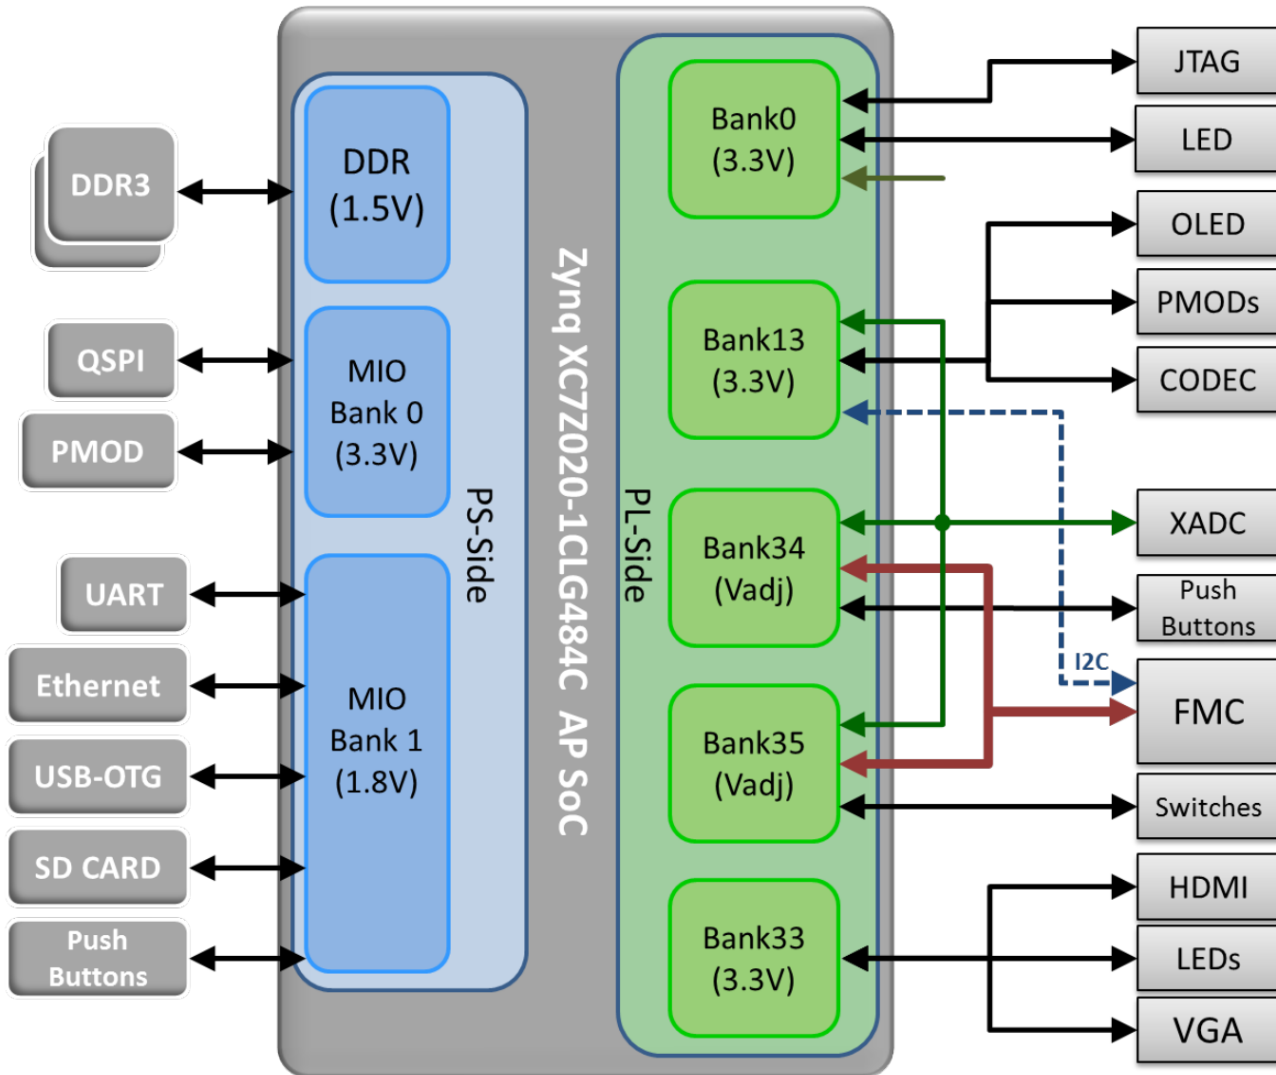 DDR3
QSPI
PMOD
UART
Ethernet
USB-OTG
SD CARD
Push
Buttons
DDR
(1.5V)
MIO
Bank 0
(3.3V)
MIO
Bank 1
(1.8V)
PS-Side
Zynq XC7Z020-1CLG484C AP SoC
PL-Side
Bank0
(3.3V)
Bank13
(3.3V)
Bank34
(Vadj)
Bank35
(Vadj)
Bank33
(3.3V)
I2C
JTAG
LED
OLED
PMODs
CODEC
XADC
Push
Buttons
FMC
Switches
HDMI
LEDs
VGA